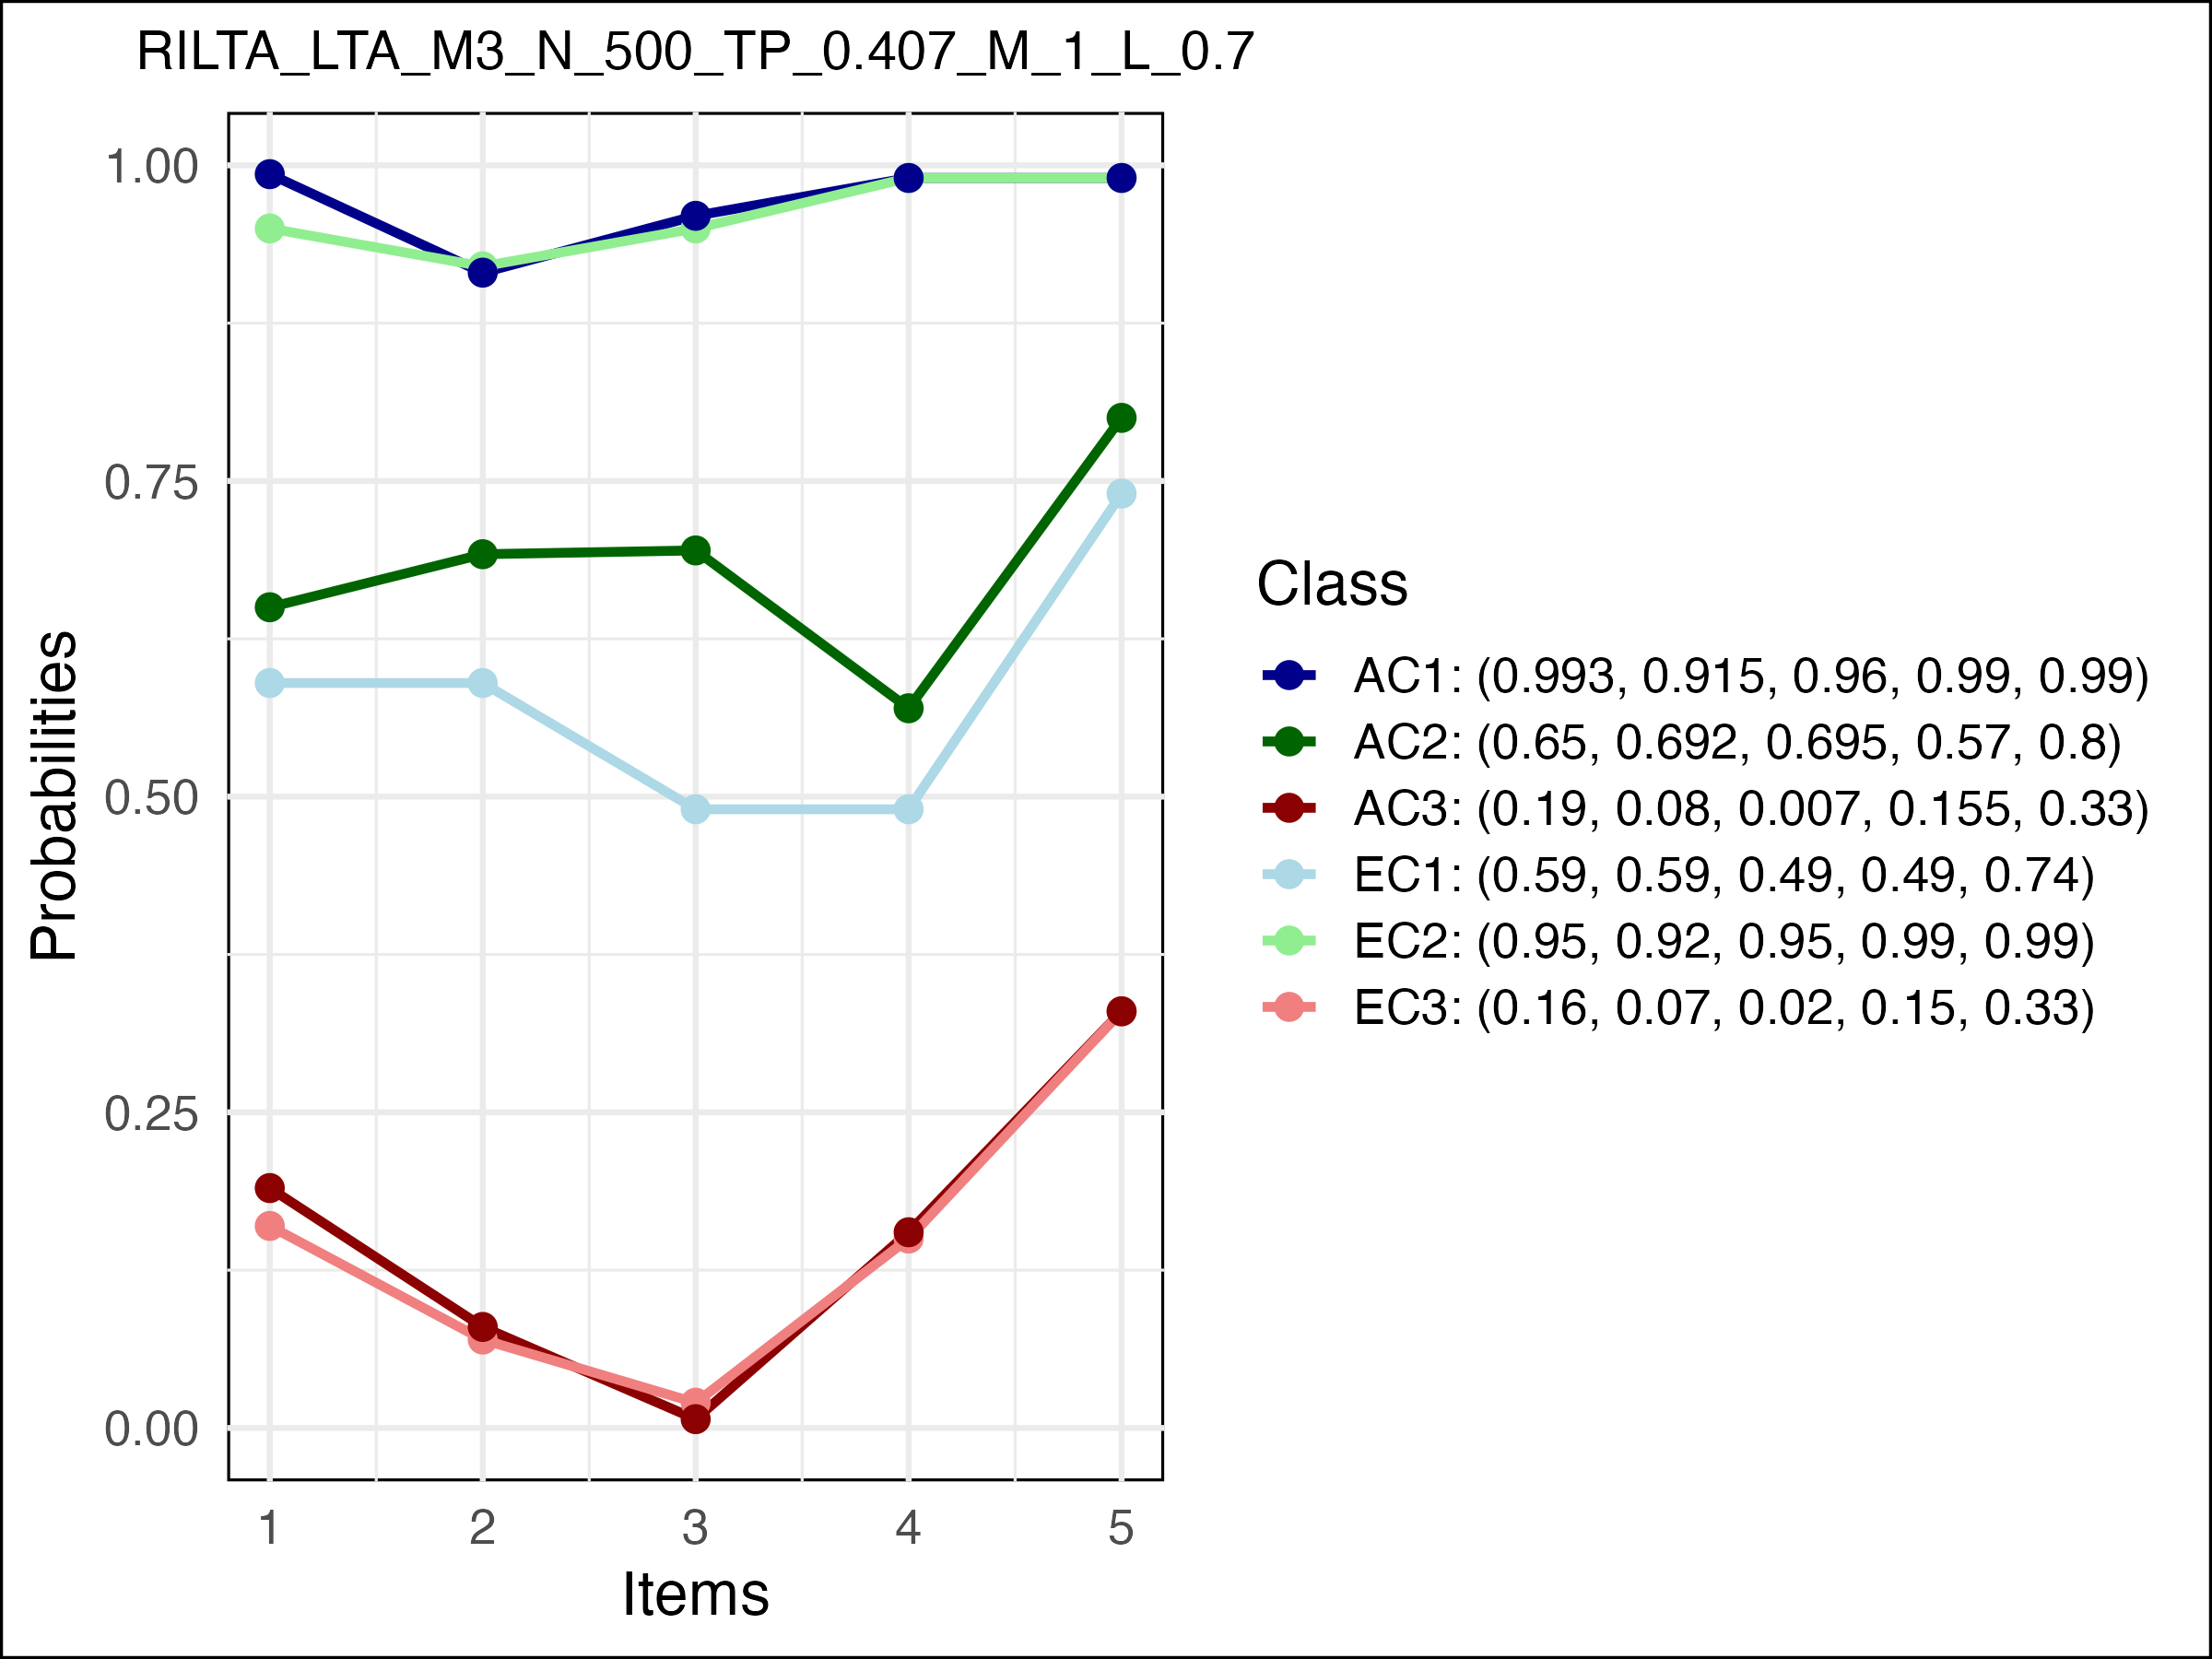 RILTA_LTA_M3_N_500_TP_0.407_M_1_L_0.7
1.00
0.75
0.50
0.25
0.00
Probabilities
1 2 3 4 5
Items
Class
AC1: (0.993, 0.915, 0.96, 0.99, 0.99)
AC2: (0.65, 0.692, 0.695, 0.57, 0.8)
AC3: (0.19, 0.08, 0.007, 0.155, 0.33)
EC1: (0.59, 0.59, 0.49, 0.49, 0.74)
EC2: (0.95, 0.92, 0.95, 0.99, 0.99)
EC3: (0.16, 0.07, 0.02, 0.15, 0.33)